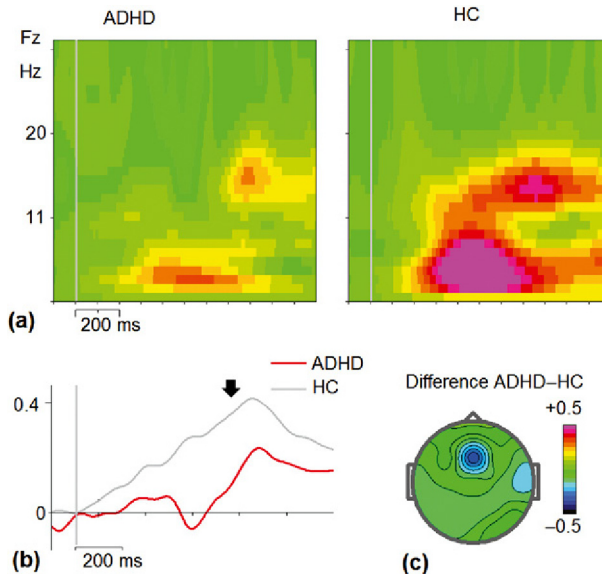 ADHD
HC
Fz
Hz
20
11
(a)
200 ms
ADHD
HC
0.4
0
(b)
200 ms
Difference ADHD–HC
+0.5
–0.5
(c)